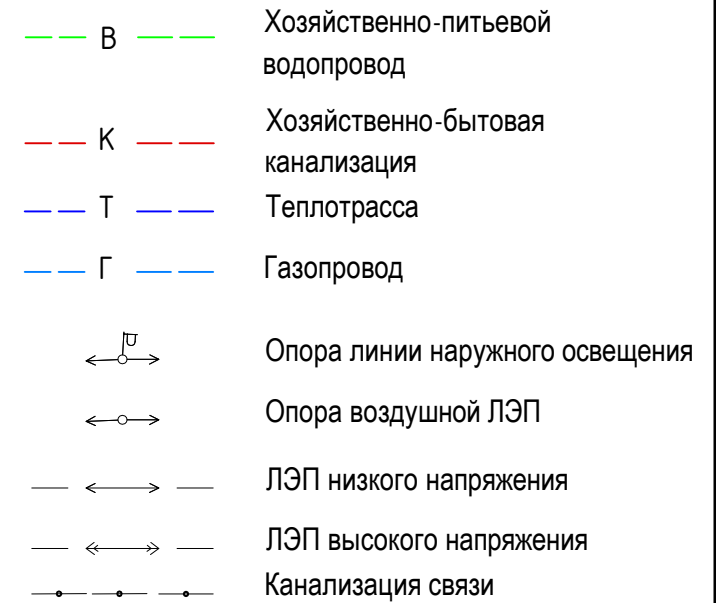 В Хозяйственно-питьевой
водопровод
К Хозяйственно-бытовая
канализация
Т Теплотрасса
Г Газопровод
Опора линии наружного освещения
Опора воздушной ЛЭП
ЛЭП низкого напряжения
ЛЭП высокого напряжения
Канализация связи